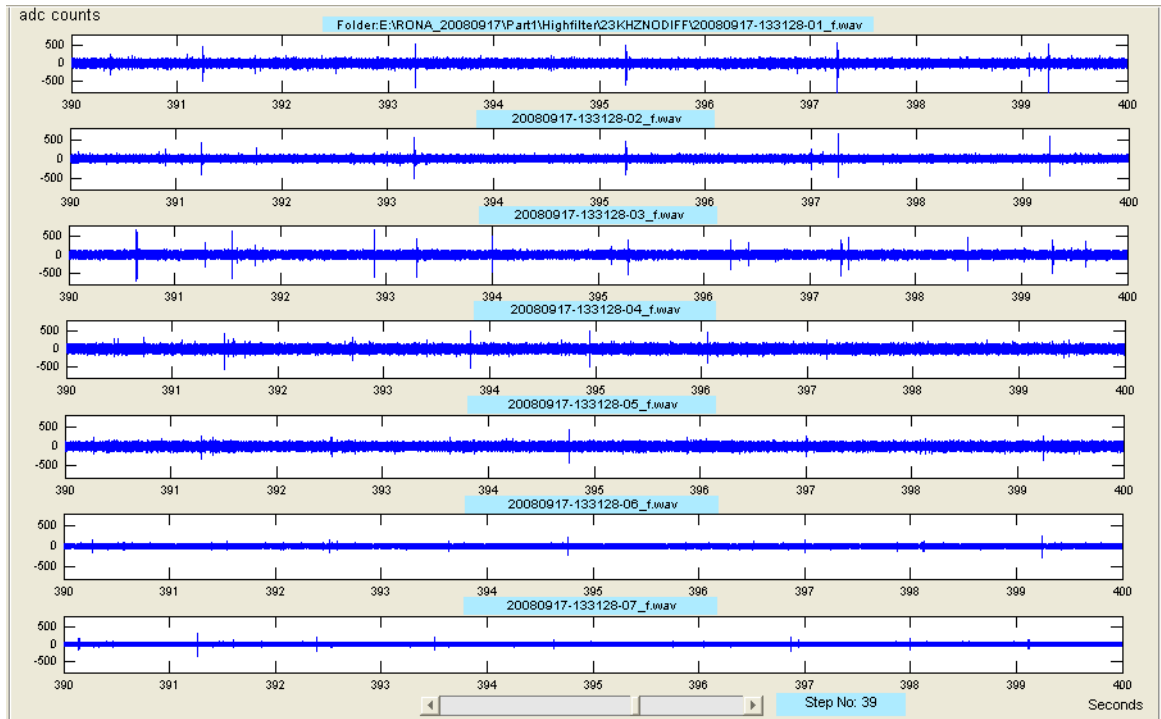 adc counts
Folder:E:\RONA_20080917\Part1\Highfilter\23KHZNODIFF\20080917-133128-01_f.wav
500
0
-500
390 391 392 393 394 395 396 397 398 399 400
20080917-133128-02_f.wav
500
0
-500
390 391 392 393 394 395 396 397 398 399 400
20080917-133128-03_f.wav
500
0
-500
390 391 392 393 394 395 396 397 398 399 400
20080917-133128-04_f.wav
500
0
-500
390 391 392 393 394 395 396 397 398 399 400
20080917-133128-05_f.wav
500
0
-500
390 391 392 393 394 395 396 397 398 399 400
20080917-133128-06_f.wav
500
0
-500
390 391 392 393 394 395 396 397 398 399 400
20080917-133128-07_f.wav
500
0
-500
390 391 392 393 394 395 396 397 398 399 400
Step No: 39 Seconds